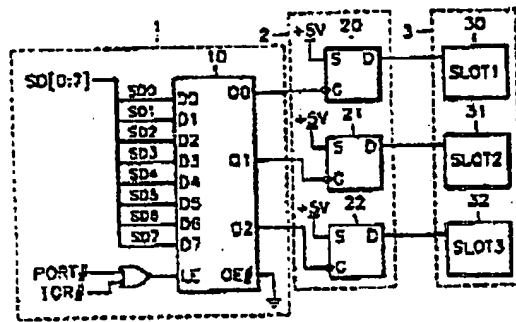 1
2
+5V
20
3
30
10
S D
SD[0:7]
G
SLOT1
SD0 D0 Q0
SD1 D1
+5V
21
31
SD2 D2
S D
SD3 D3 Q1
G
SLOT2
SD4 D4
SD5 D5
+5V
22
32
SD6 D6 Q2
S D
SD7 D7
G
SLOT3
PORT#
IOR#
LE OE#